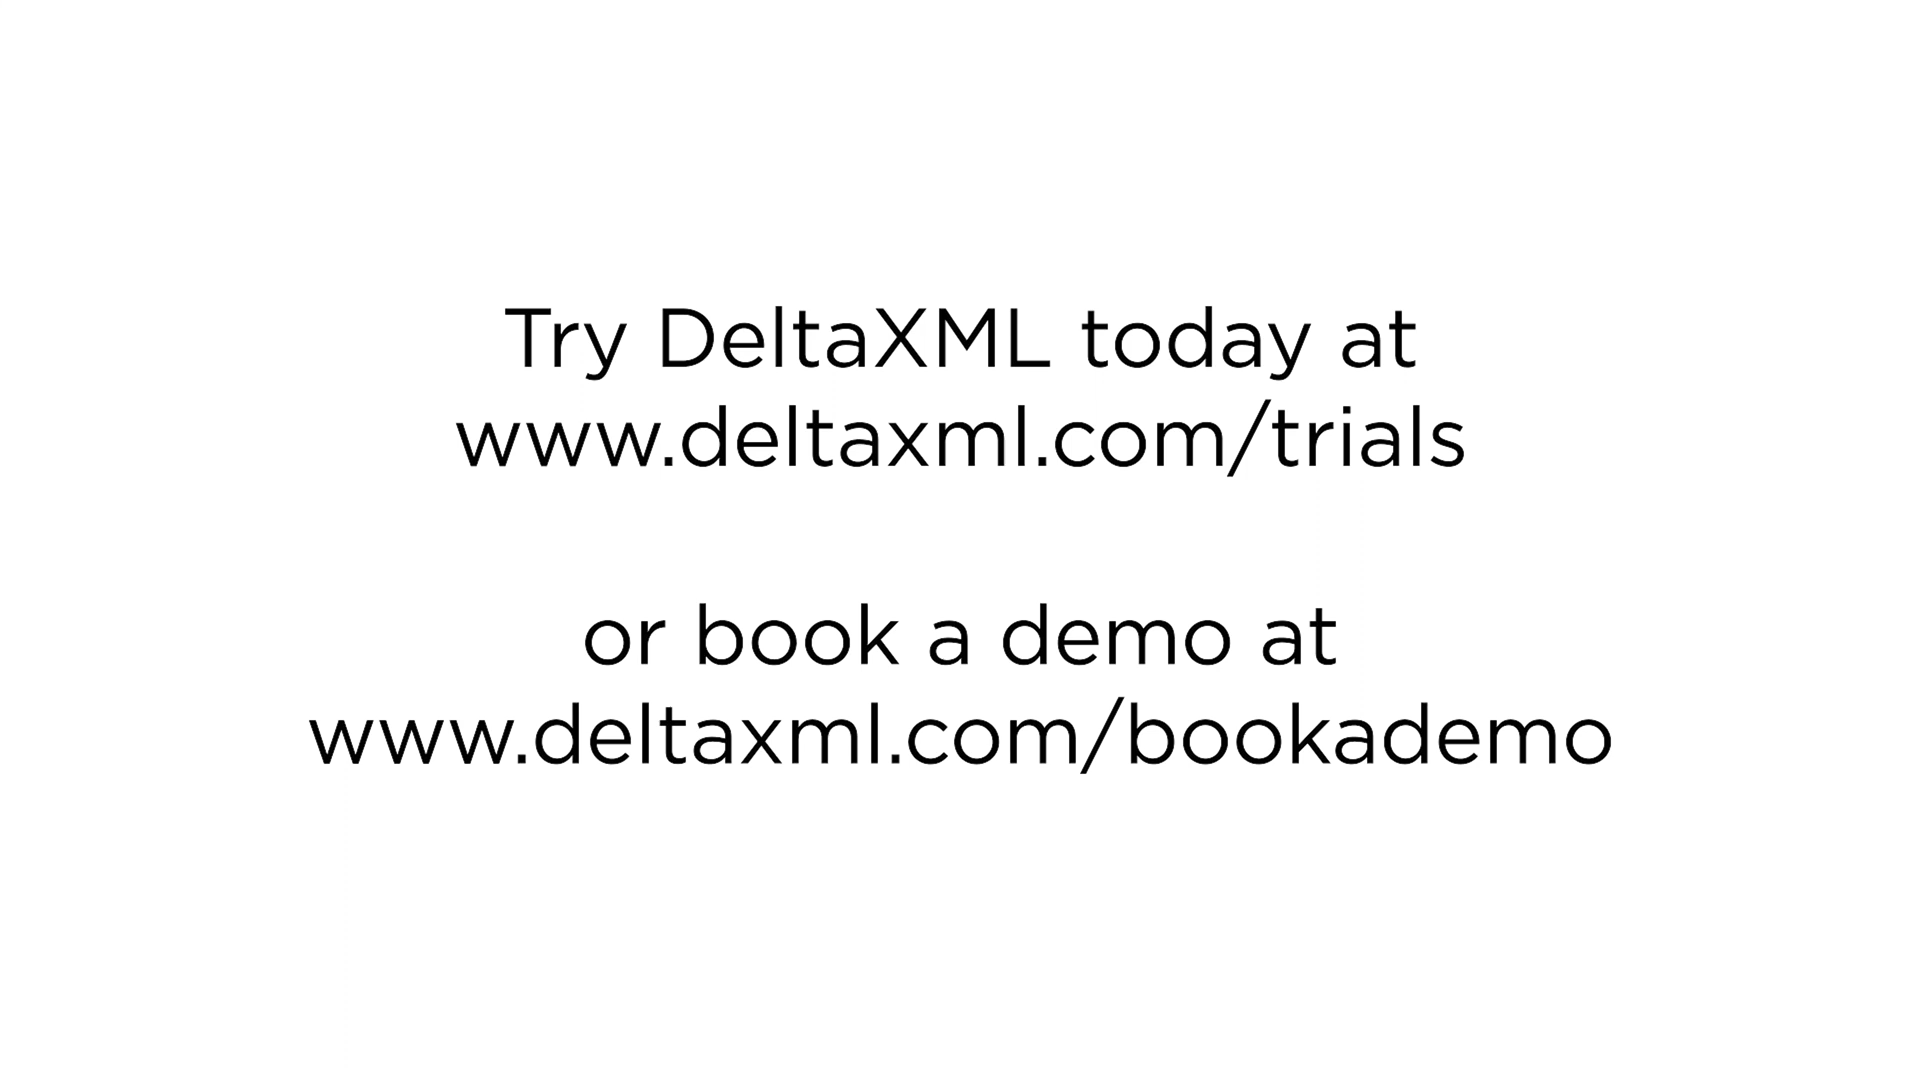 Try DeltaXML today at
www.deltaxml.com/trials
or book a demo at
www.deltaxml.com/bookademo